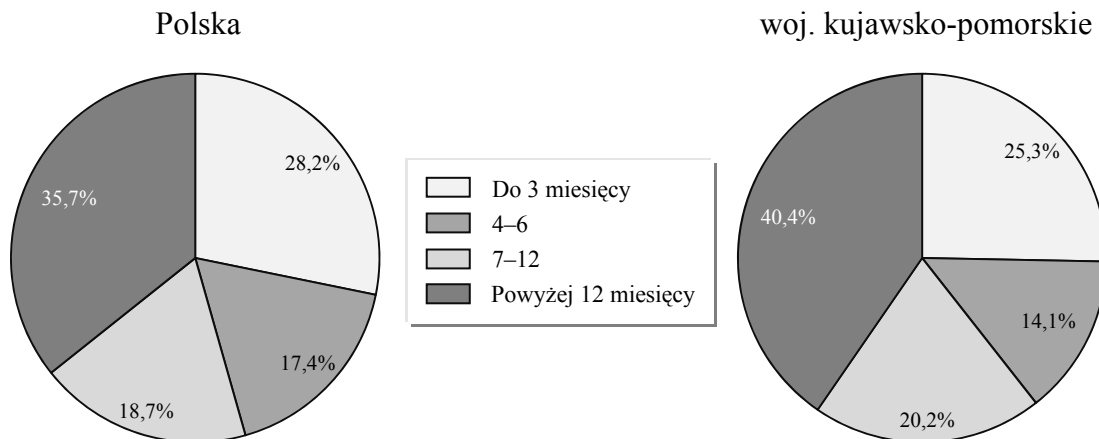 Polska
28,2%
17,4%
18,7%
35,7%
Do 3 miesięcy
4–6
7–12
Powyżej 12 miesięcy
woj. kujawsko-pomorskie
25,3%
14,1%
20,2%
40,4%